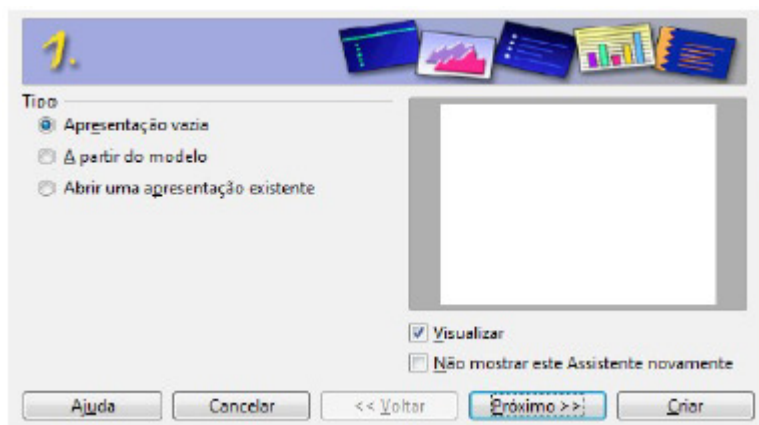 1.
Tipo
Apresentação vazia
A partir do modelo
Abrir uma apresentação existente
Visualizar
Não mostrar este Assistente novamente
Ajuda
Cancelar
<< Voltar
Próximo >>
Criar